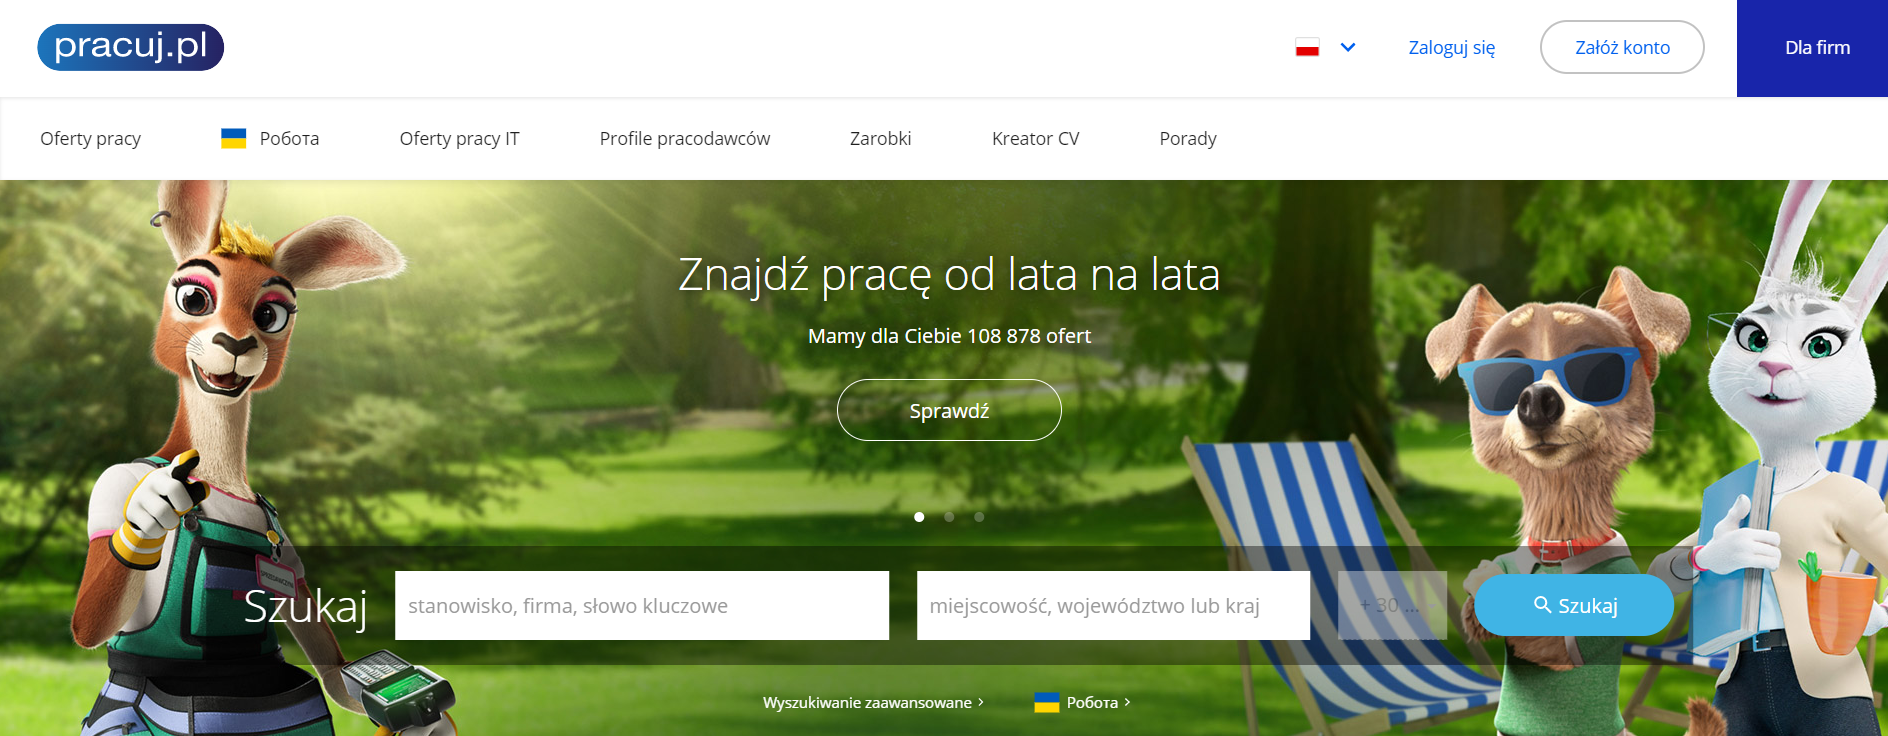 pracuj.pl
Zaloguj się
Załóż konto
Dla firm
Oferty pracy
Робота
Oferty pracy IT
Profile pracodawców
Zarobki
Kreator CV
Porady
Znajdź pracę od lata na lata
Mamy dla Ciebie 108 878 ofert
Sprawdź
SPRZEDAWCZYNI
Szukaj
stanowisko, firma, słowo kluczowe
miejscowość, województwo lub kraj
+ 30 ...
Szukaj
Wyszukiwanie zaawansowane
Робота